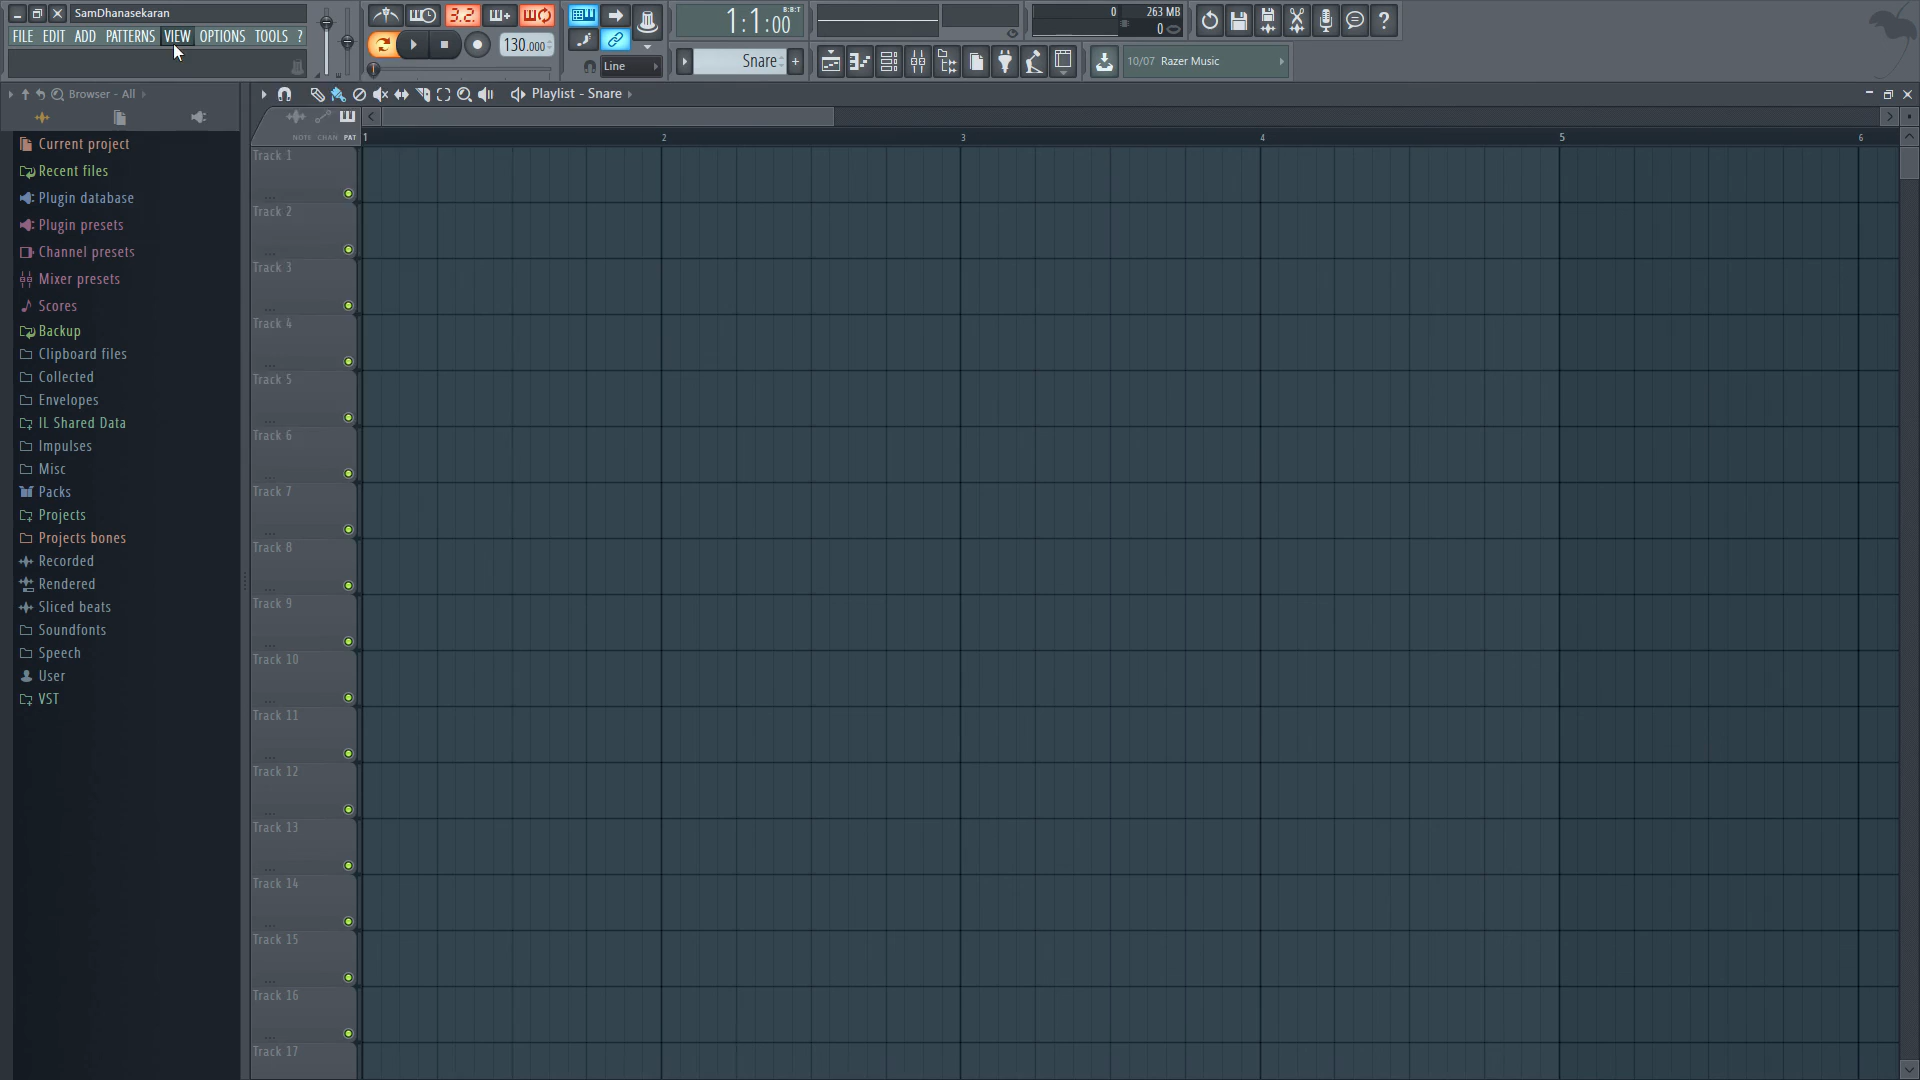 SamDhanasekaran
FILE EDIT ADD PATTERNS VIEW OPTIONS TOOLS ?
3.2.
130.000
Line
1:1:00
B:B:T
Snare
0
263 MB
0
10/07 Razer Music
Browser - All
Playlist - Snare
NOTE CHAN PAT
1 2 3 4 5 6
Current project
Recent files
Plugin database
Plugin presets
Channel presets
Mixer presets
Scores
Backup
Clipboard files
Collected
Envelopes
IL Shared Data
Impulses
Misc
Packs
Projects
Projects bones
Recorded
Rendered
Sliced beats
Soundfonts
Speech
User
VST
Track 1
Track 2
Track 3
Track 4
Track 5
Track 6
Track 7
Track 8
Track 9
Track 10
Track 11
Track 12
Track 13
Track 14
Track 15
Track 16
Track 17